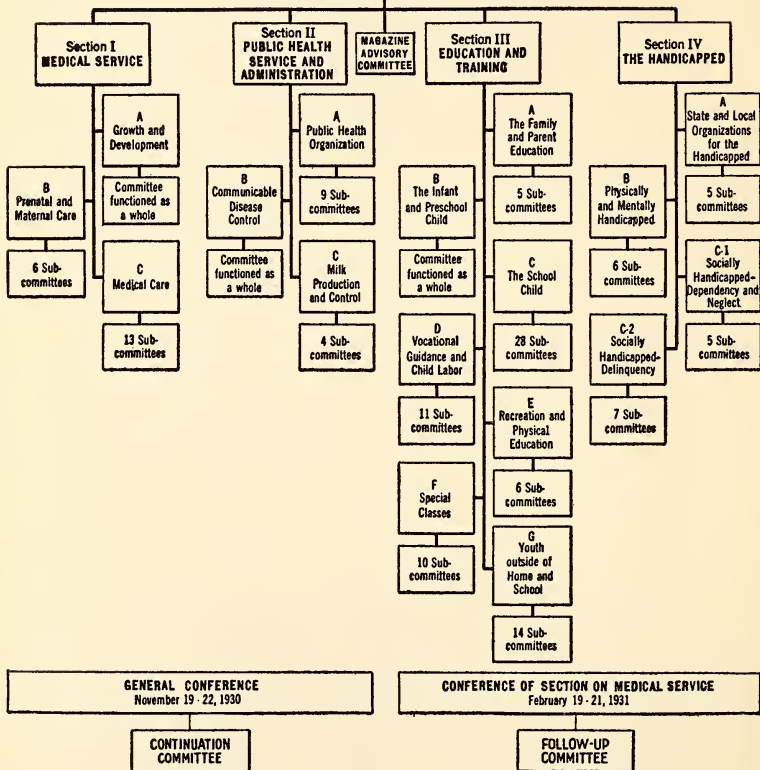 Section I
MEDICAL SERVICE
A
Growth and
Development
Committee
functioned as
a whole
B
Prenatal and
Maternal Care
6 Sub-
committees
C
Medical Care
13 Sub-
committees
Section II
PUBLIC HEALTH
SERVICE AND
ADMINISTRATION
A
Public Health
Organization
9 Sub-
committees
B
Communicable
Disease
Control
Committee
functioned as
a whole
C
Milk
Production
and Control
4 Sub-
committees
MAGAZINE
ADVISORY
COMMITTEE
Section III
EDUCATION AND
TRAINING
A
The Family
and Parent
Education
5 Sub-
committees
B
The Infant
and Preschool
Child
Committee
functioned as
a whole
C
The School
Child
28 Sub-
committees
D
Vocational
Guidance and
Child Labor
11 Sub-
committees
E
Recreation and
Physical
Education
6 Sub-
committees
F
Special
Classes
10 Sub-
committees
G
Youth
outside of
Home and
School
14 Sub-
committees
Section IV
THE HANDICAPPED
A
State and Local
Organizations
for the
Handicapped
5 Sub-
committees
B
Physically
and Mentally
Handicapped
6 Sub-
committees
C-1
Socially
Handicapped-
Dependency and
Neglect
5 Sub-
committees
C-2
Socially
Handicapped-
Delinquency
7 Sub-
committees
GENERAL CONFERENCE
November 19 - 22, 1930
CONTINUATION
COMMITTEE
CONFERENCE OF SECTION ON MEDICAL SERVICE
February 19 - 21, 1931
FOLLOW-UP
COMMITTEE